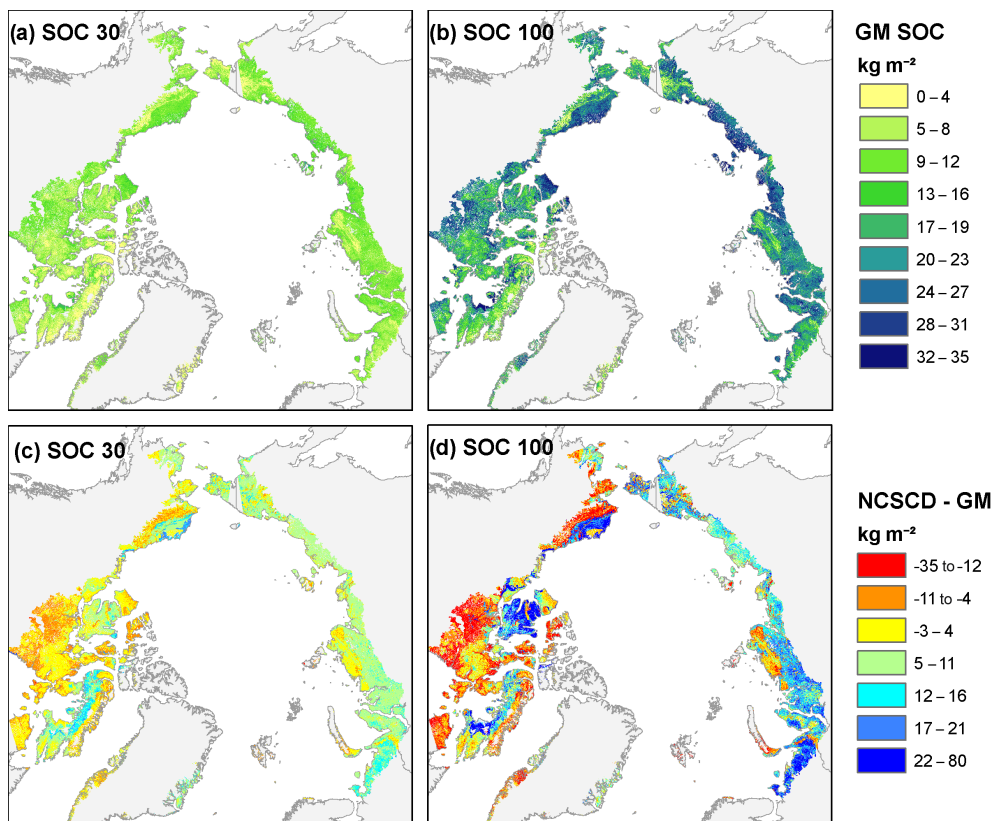 (a) SOC 30
(b) SOC 100
GM SOC
kg m⁻²
0 – 4
5 – 8
9 – 12
13 – 16
17 – 19
20 – 23
24 – 27
28 – 31
32 – 35
(c) SOC 30
(d) SOC 100
NCSCD - GM
kg m⁻²
-35 to -12
-11 to -4
-3 – 4
5 – 11
12 – 16
17 – 21
22 – 80